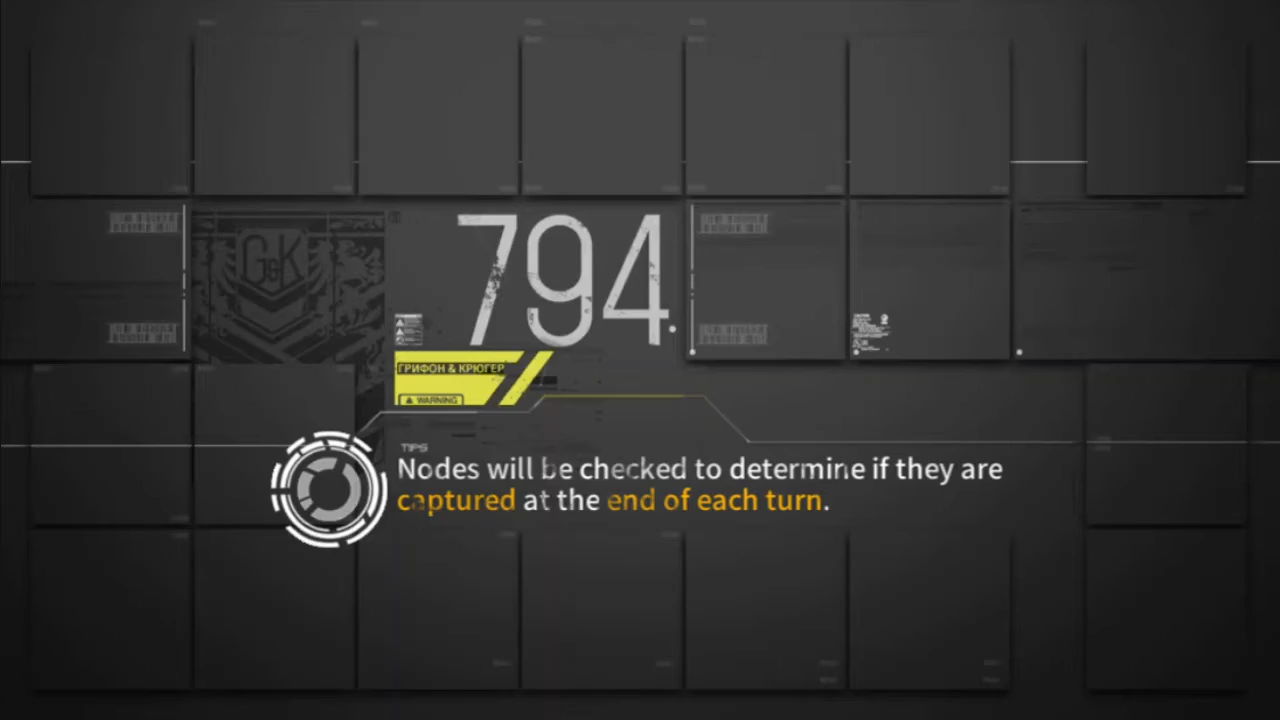 G&K
794.
ГРИФОН & КРЮГЕР
WARNING
TIPS
Nodes will be checked to determine if they are
captured at the end of each turn.